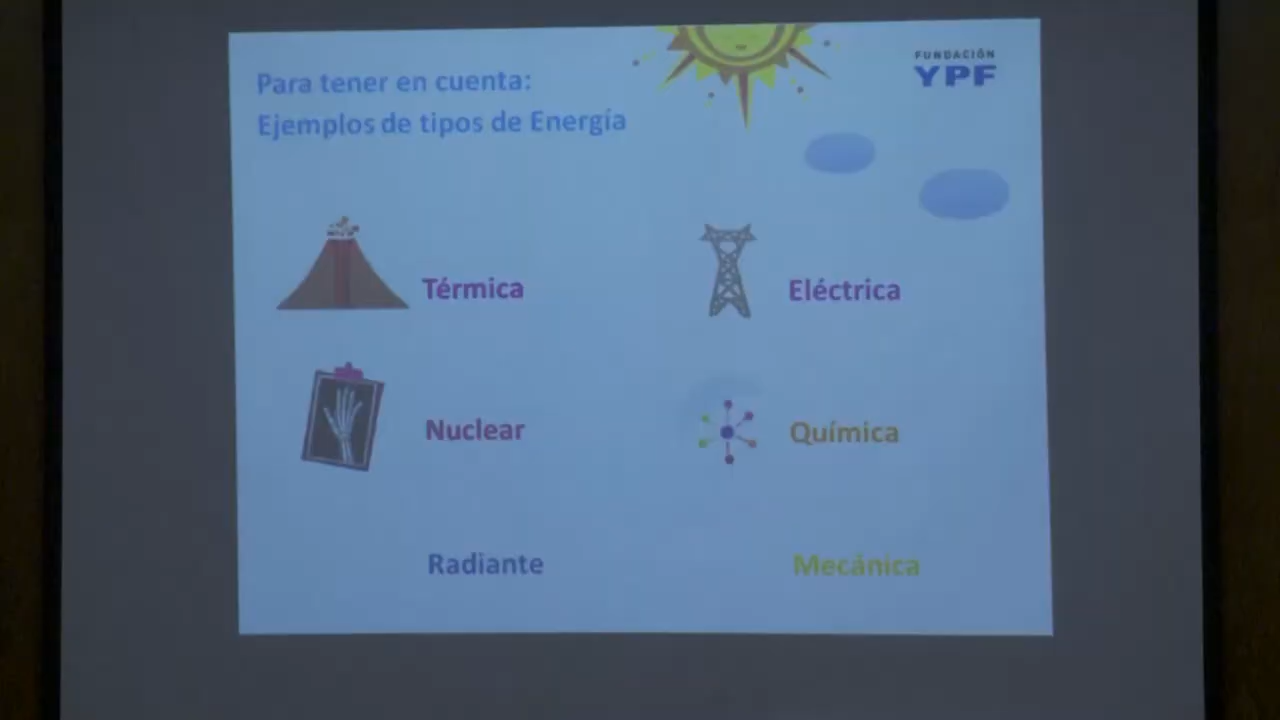 Para tener en cuenta:
Ejemplos de tipos de Energía
FUNDACIÓN
YPF
Térmica
Eléctrica
Nuclear
Química
Radiante
Mecánica